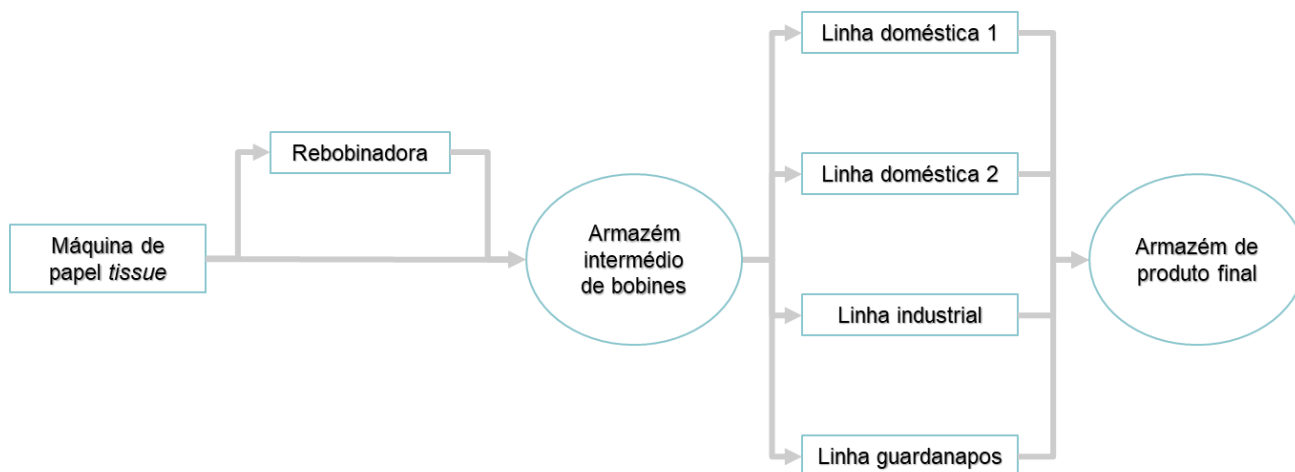 Linha doméstica 1
Rebobinadora
Linha doméstica 2
Máquina de
papel tissue
Armazém
intermédio
de bobines
Armazém de
produto final
Linha industrial
Linha guardanapos